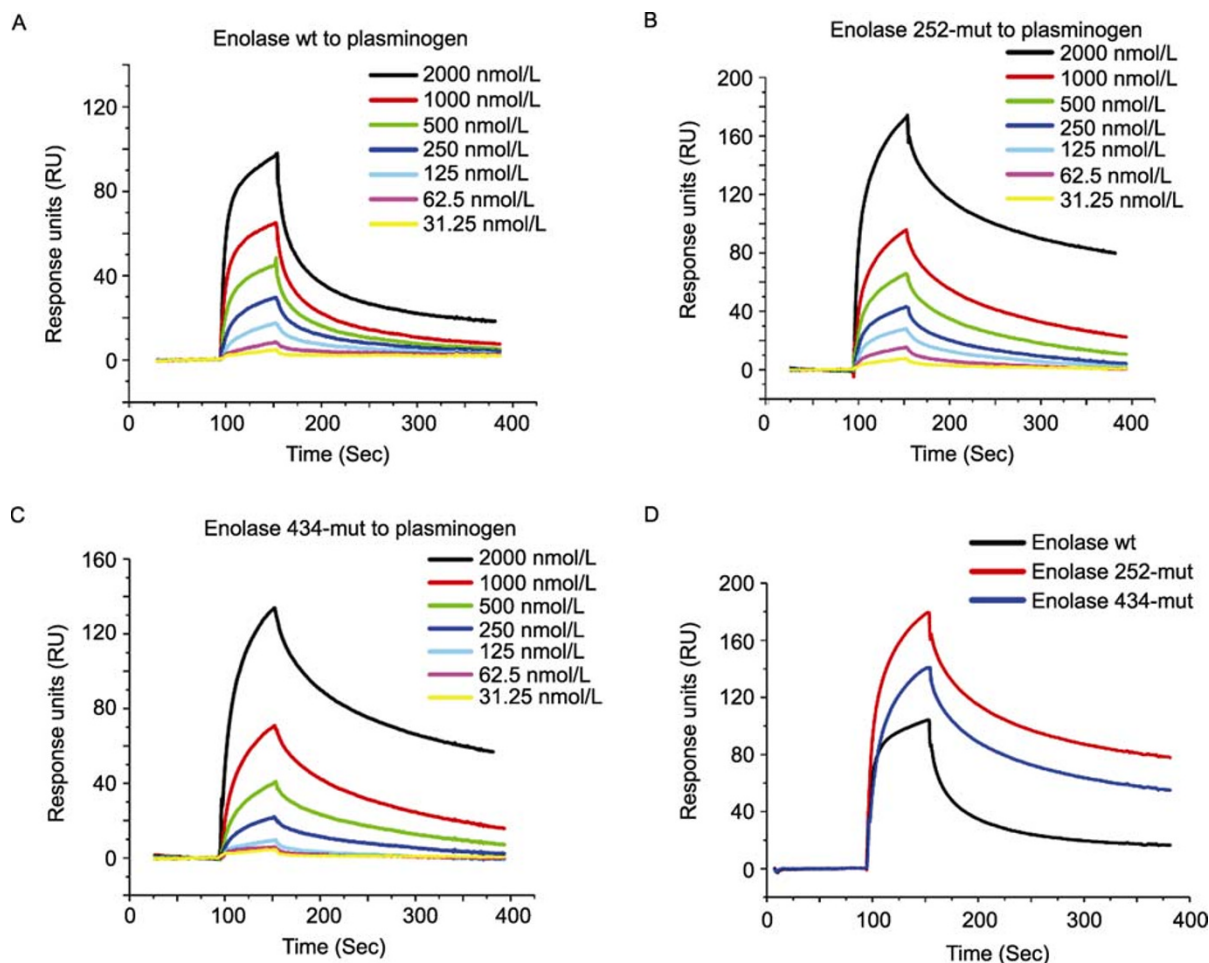 A
Enolase wt to plasminogen
2000 nmol/L
1000 nmol/L
500 nmol/L
250 nmol/L
125 nmol/L
62.5 nmol/L
31.25 nmol/L
Response units (RU)
120
80
40
0
0
100
200
300
400
Time (Sec)
B
Enolase 252-mut to plasminogen
2000 nmol/L
1000 nmol/L
500 nmol/L
250 nmol/L
125 nmol/L
62.5 nmol/L
31.25 nmol/L
Response units (RU)
200
160
120
80
40
0
0
100
200
300
400
Time (Sec)
C
Enolase 434-mut to plasminogen
2000 nmol/L
1000 nmol/L
500 nmol/L
250 nmol/L
125 nmol/L
62.5 nmol/L
31.25 nmol/L
Response units (RU)
160
120
80
40
0
0
100
200
300
400
Time (Sec)
D
Enolase wt
Enolase 252-mut
Enolase 434-mut
Response units (RU)
200
160
120
80
40
0
0
100
200
300
400
Time (Sec)